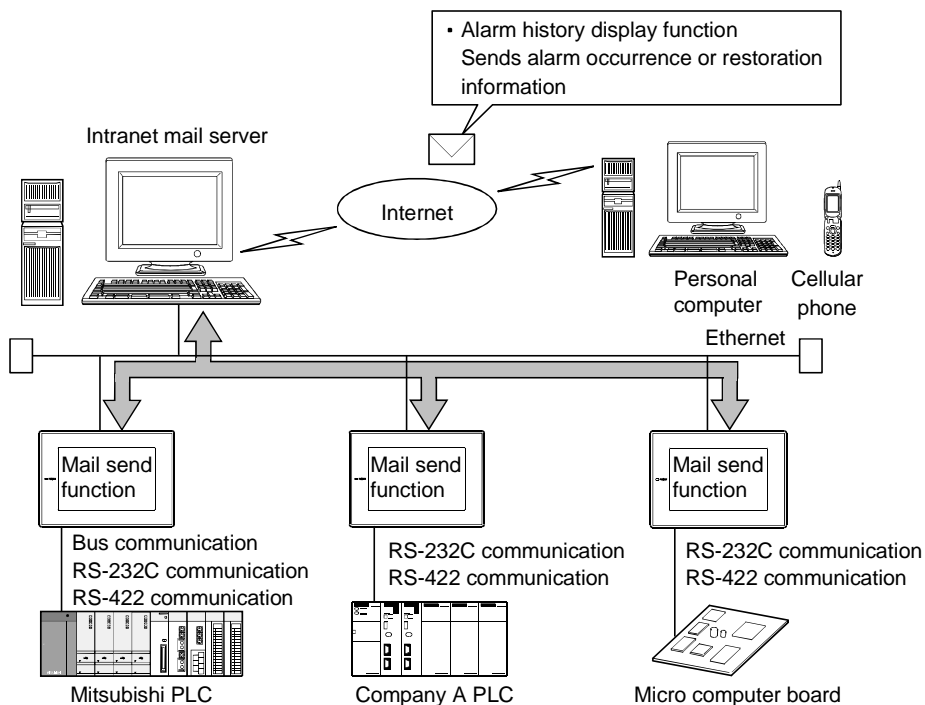 ・ Alarm history display function
Sends alarm occurrence or restoration
information
Intranet mail server
Internet
Personal
computer
Cellular
phone
Ethernet
Mail send
function
Mail send
function
Mail send
function
Bus communication
RS-232C communication
RS-422 communication
RS-232C communication
RS-422 communication
RS-232C communication
RS-422 communication
Mitsubishi PLC
Company A PLC
Micro computer board